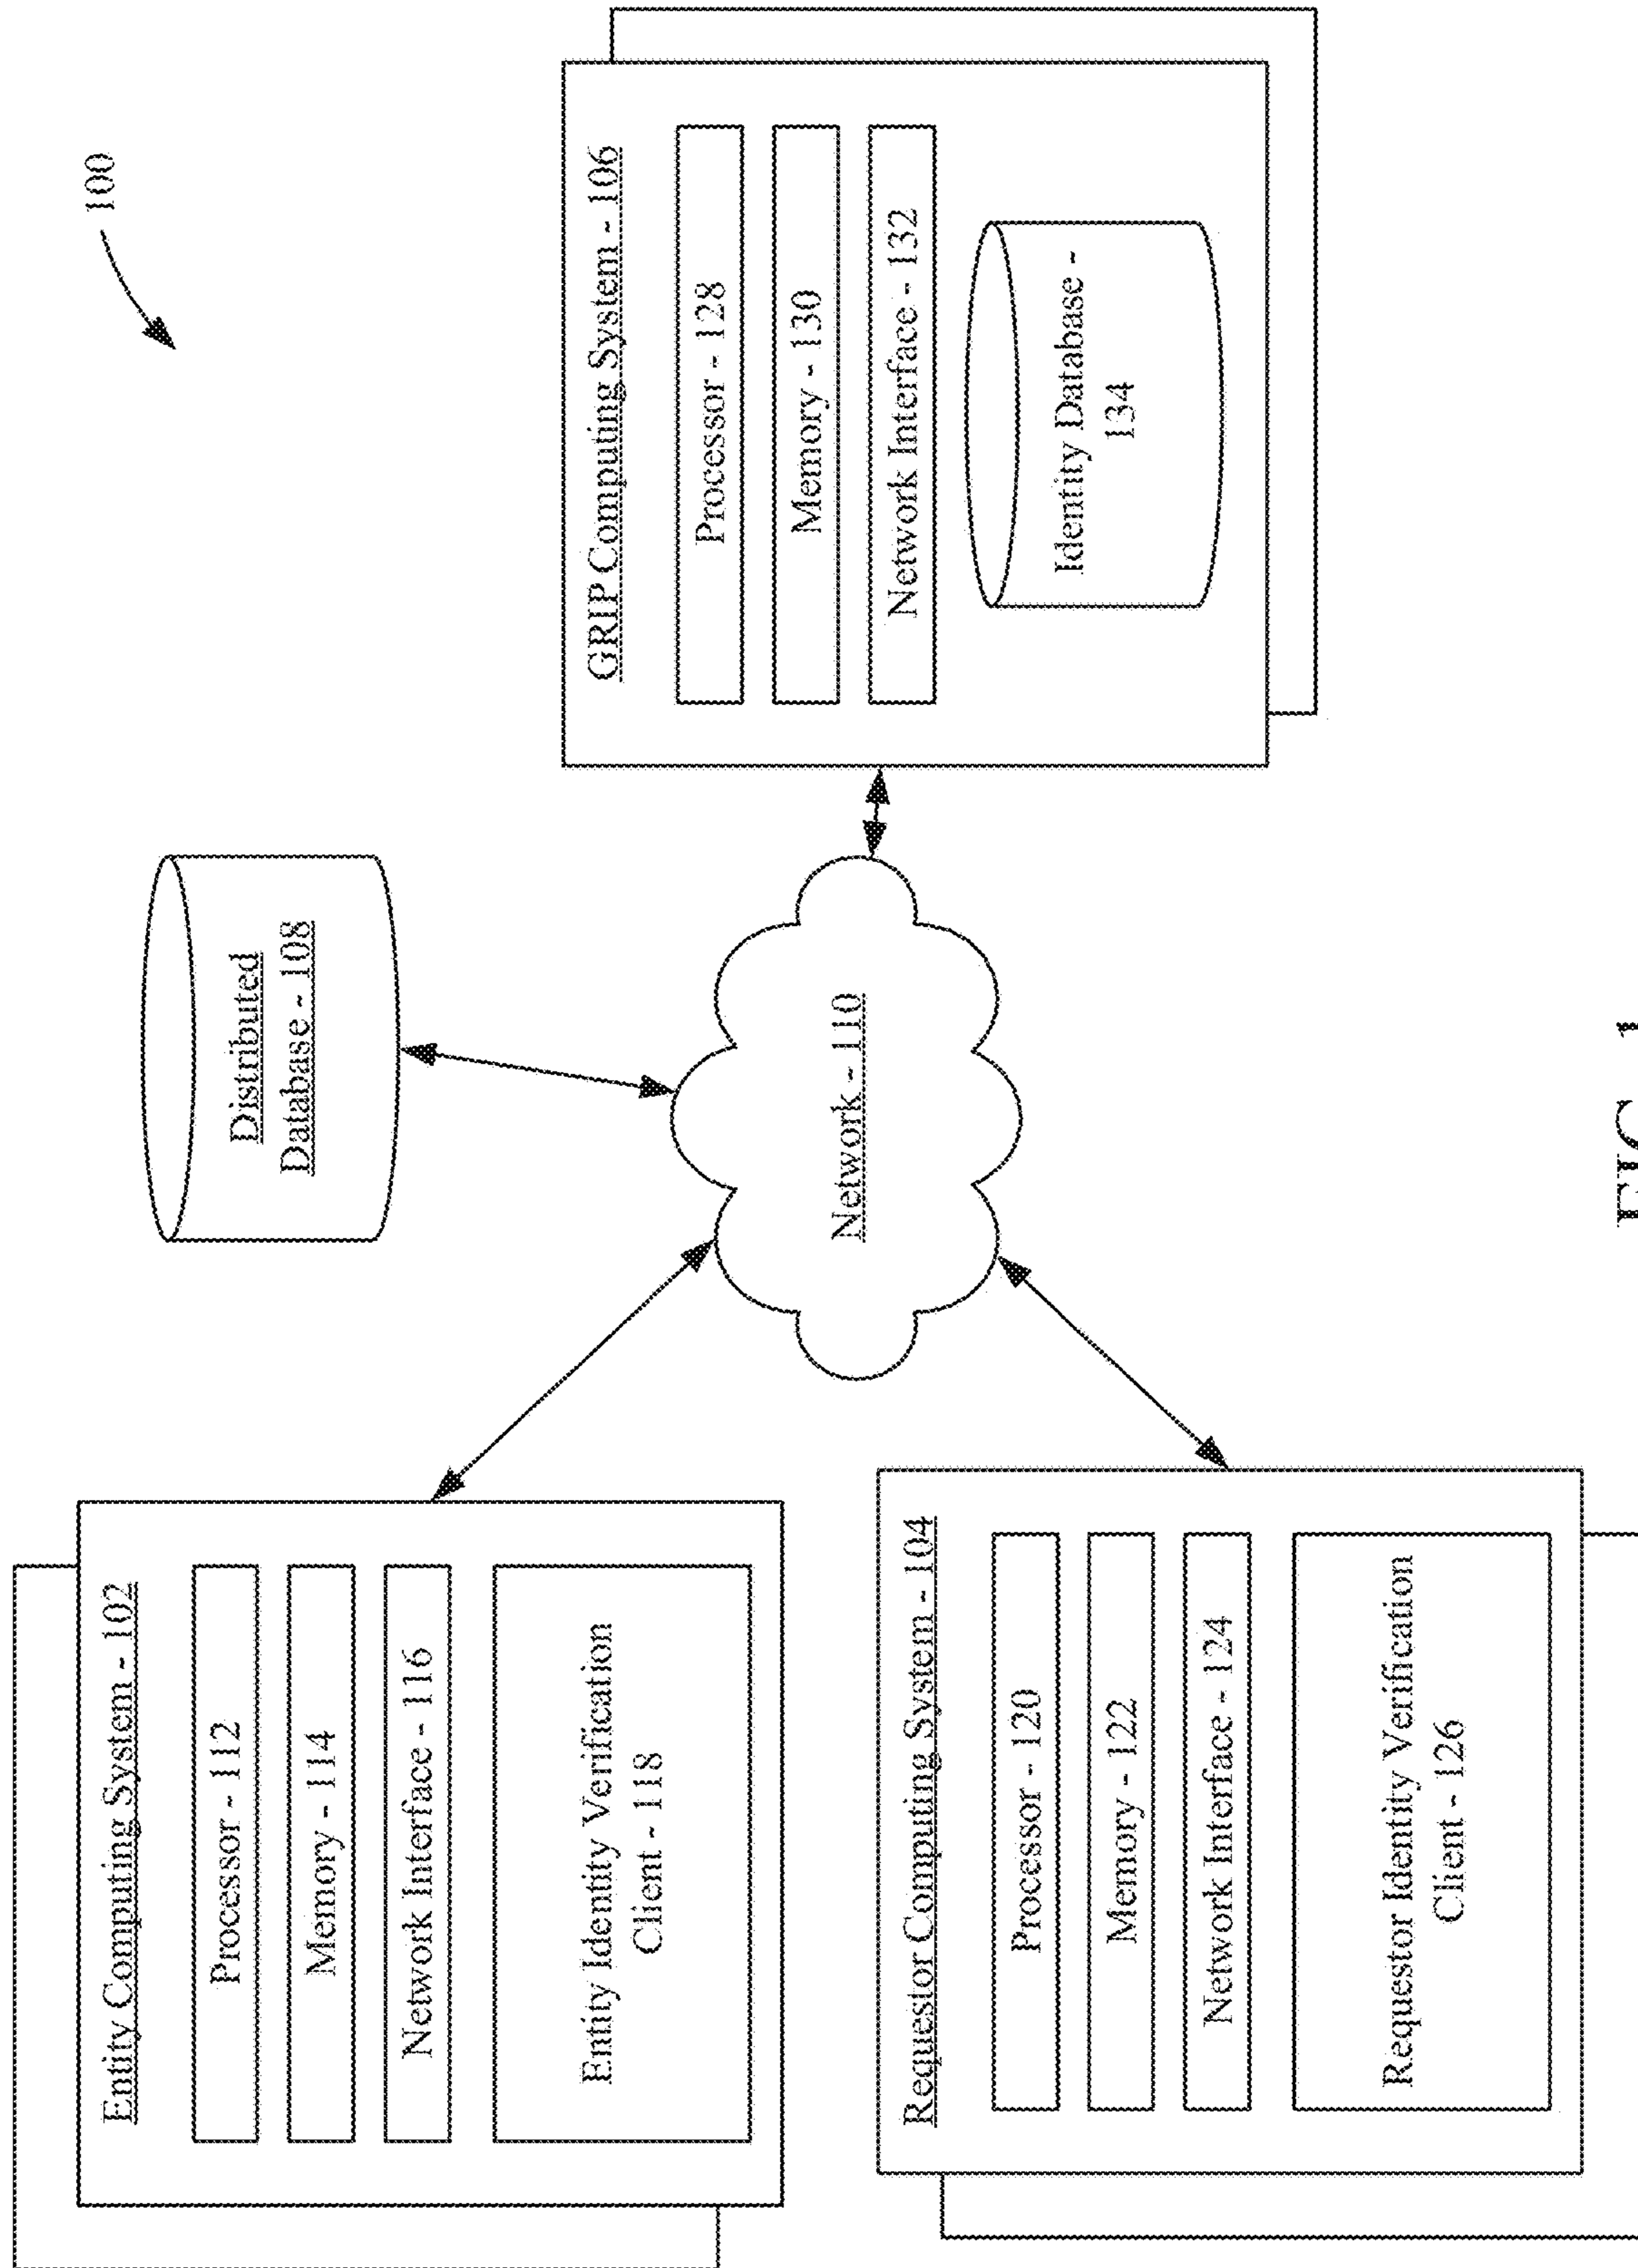 100
Entity Computing System - 102
Processor - 112
Memory - 114
Network Interface - 116
Entity Identity Verification
Client - 118
Distributed
Database - 108
GRIP Computing System - 106
Processor - 128
Memory - 130
Network Interface - 132
Identity Database -
134
Network - 110
Requestor Computing System - 104
Processor - 120
Memory - 122
Network Interface - 124
Requestor Identity Verification
Client - 126